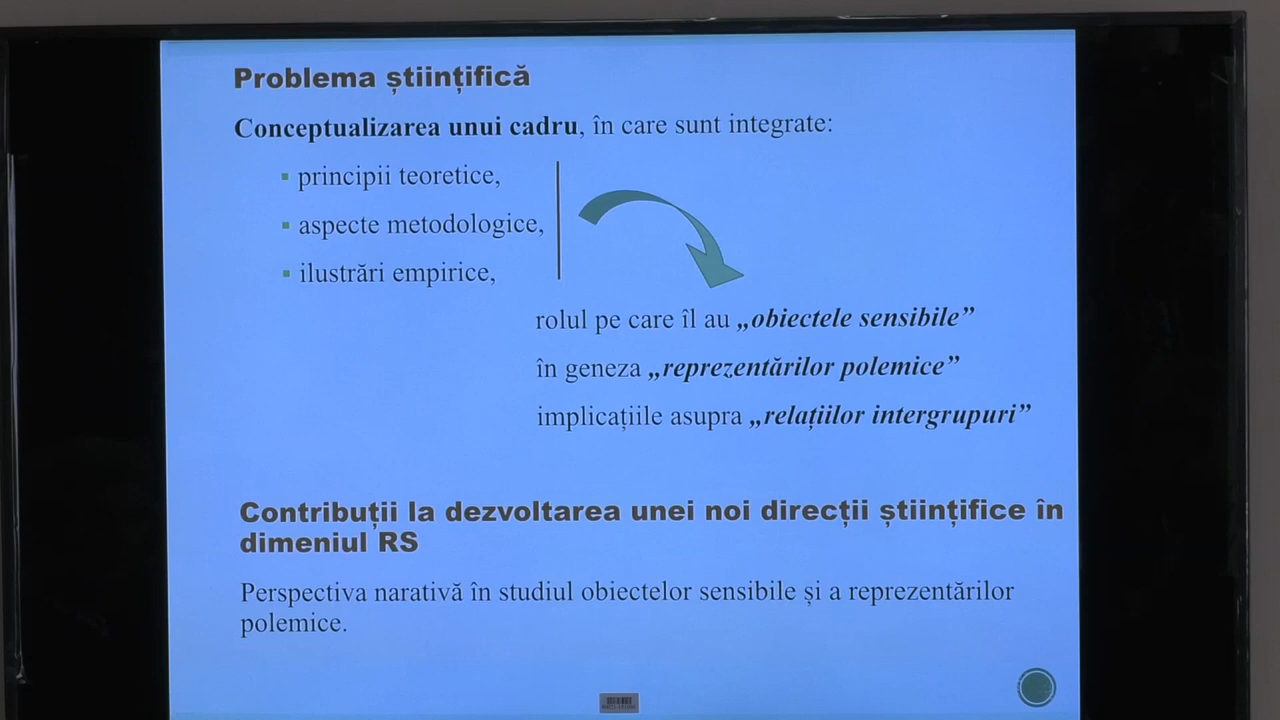 Problema științifică
Conceptualizarea unui cadru, în care sunt integrate:
principii teoretice,
aspecte metodologice,
ilustrări empirice,
rolul pe care îl au „obiectele sensibile”
în geneza „reprezentărilor polemice”
implicațiile asupra „relațiilor intergrupuri”
Contribuții la dezvoltarea unei noi direcții științifice în
dimeniul RS
Perspectiva narativă în studiul obiectelor sensibile și a reprezentărilor
polemice.